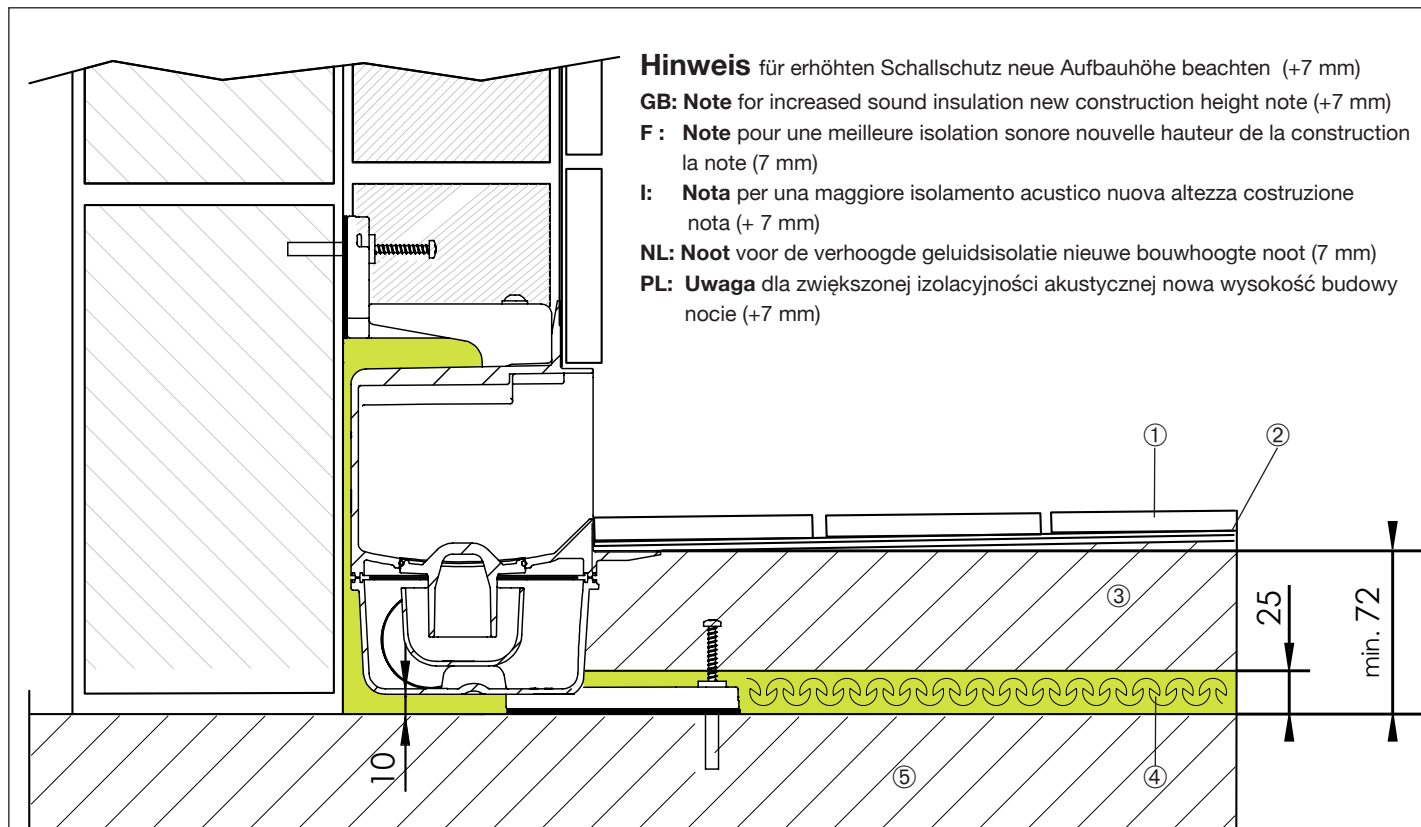 Hinweis für erhöhten Schallschutz neue Aufbauhöhe beachten (+7 mm)
GB: Note for increased sound insulation new construction height note (+7 mm)
F : Note pour une meilleure isolation sonore nouvelle hauteur de la construction
la note (7 mm)
I: Nota per una maggiore isolamento acustico nuova altezza costruzione
nota (+ 7 mm)
NL: Noot voor de verhoogde geluidsisolatie nieuwe bouwhoogte noot (7 mm)
PL: Uwaga dla zwiększonej izolacyjności akustycznej nowa wysokość budowy
nocie (+7 mm)
① ②
③
25
min. 72
④
10
⑤